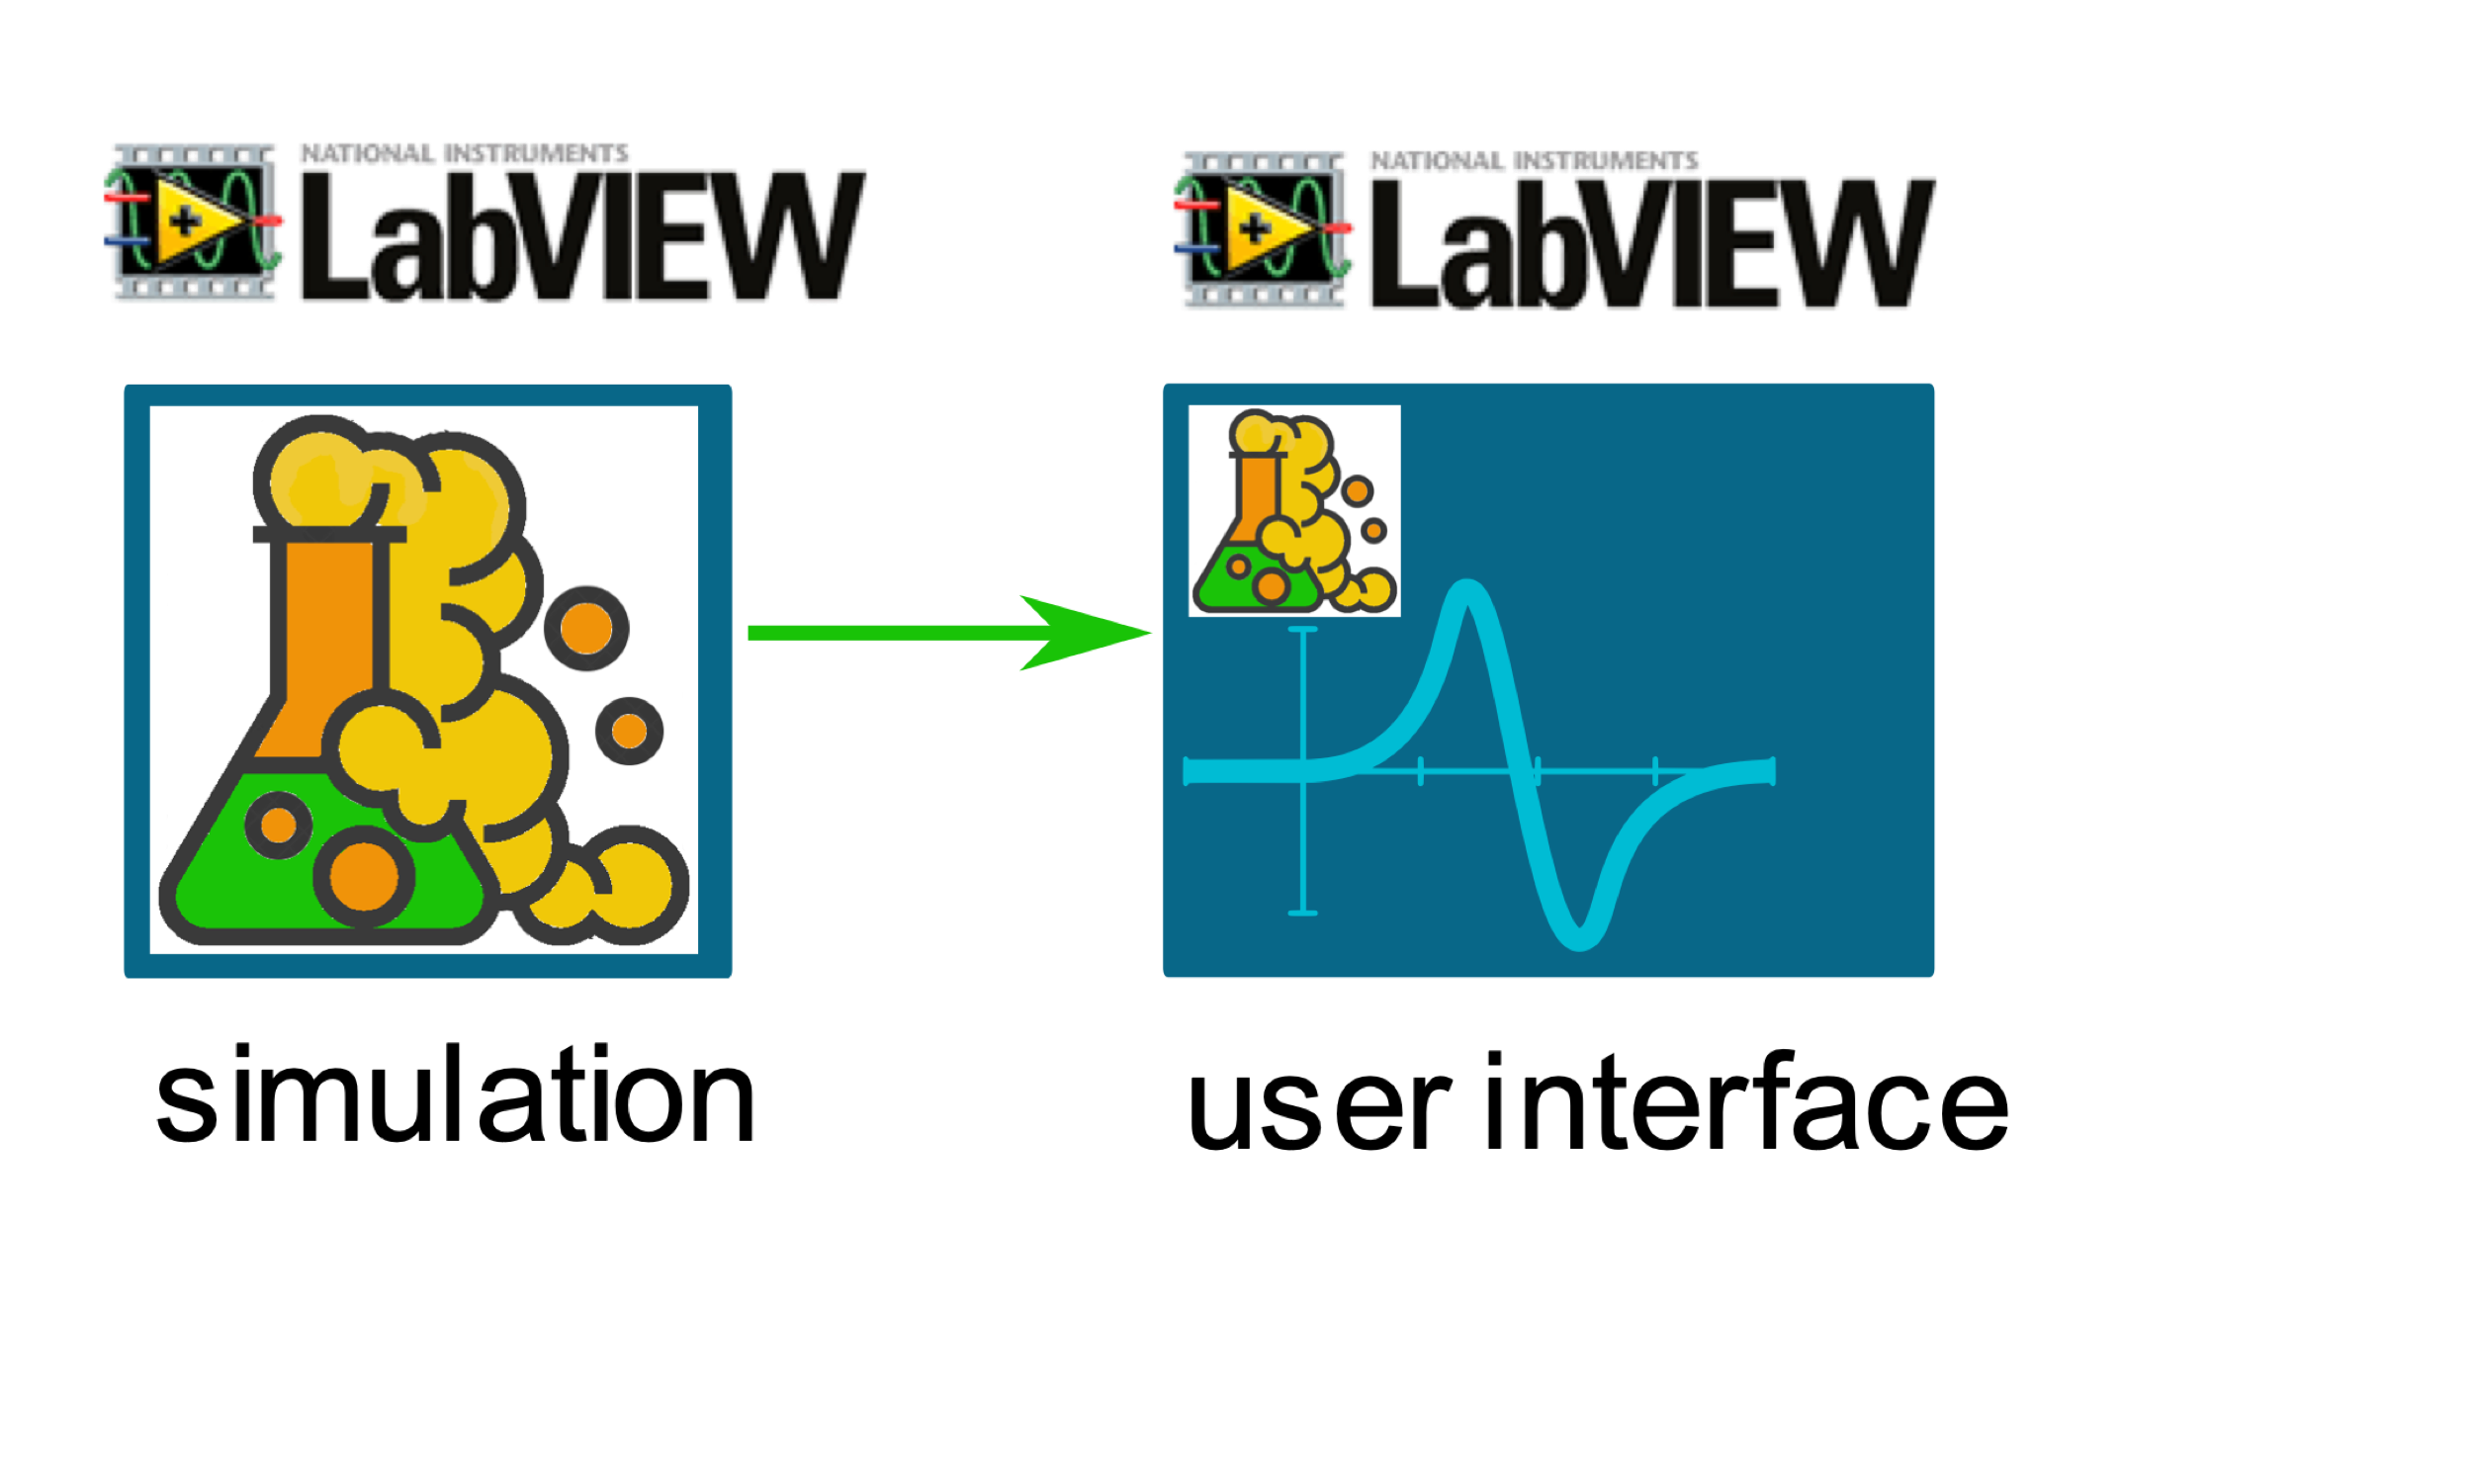 NATIONAL INSTRUMENTS
LabVIEW
NATIONAL INSTRUMENTS
LabVIEW
simulation
user interface